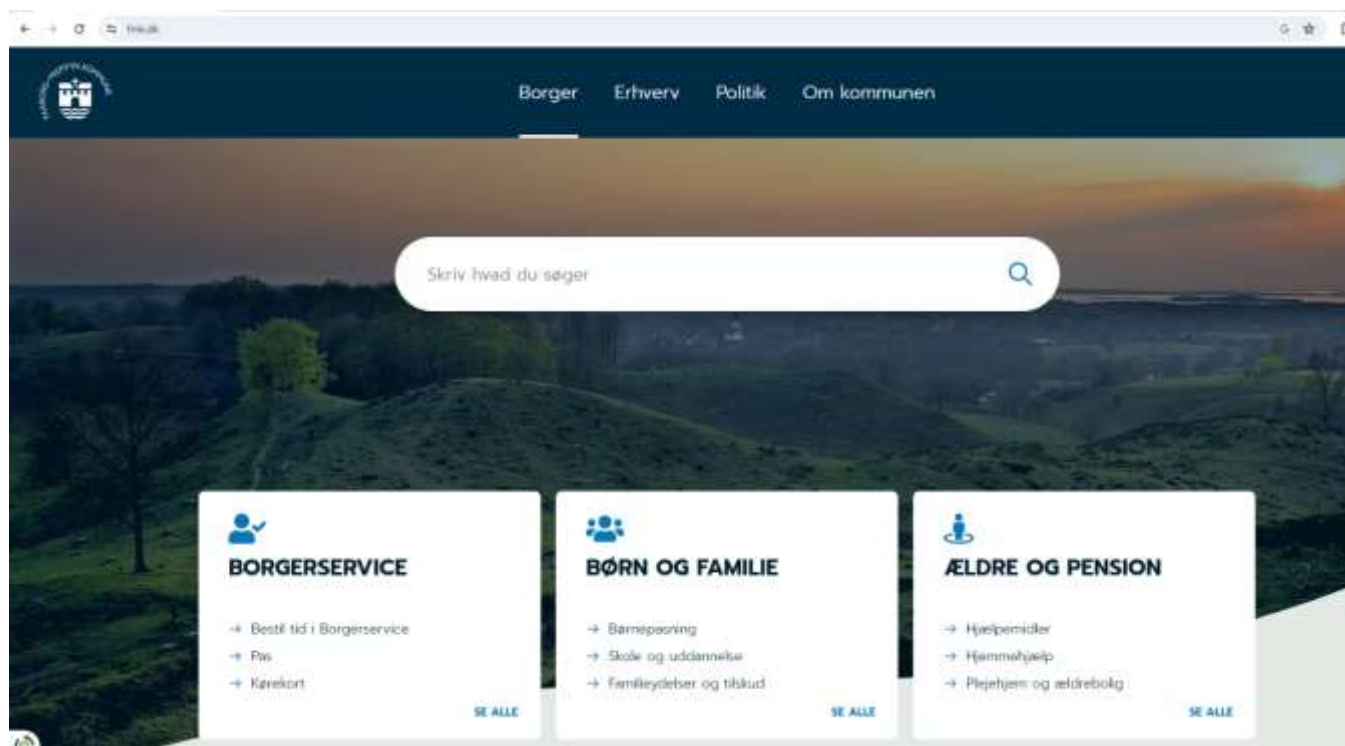 Borger Erhverv Politik Om kommunen
Skriv hvad du søger
BORGERSERVICE
→ Bestil tid i Borgerservice
→ Pas
→ Kørekort
SE ALLE
BØRN OG FAMILIE
→ Børnepasning
→ Skole og uddannelse
→ Familieydelser og tilskud
SE ALLE
ÆLDRE OG PENSION
→ Hjælpemidler
→ Hjemmehjælp
→ Plejehjem og ældrebolig
SE ALLE